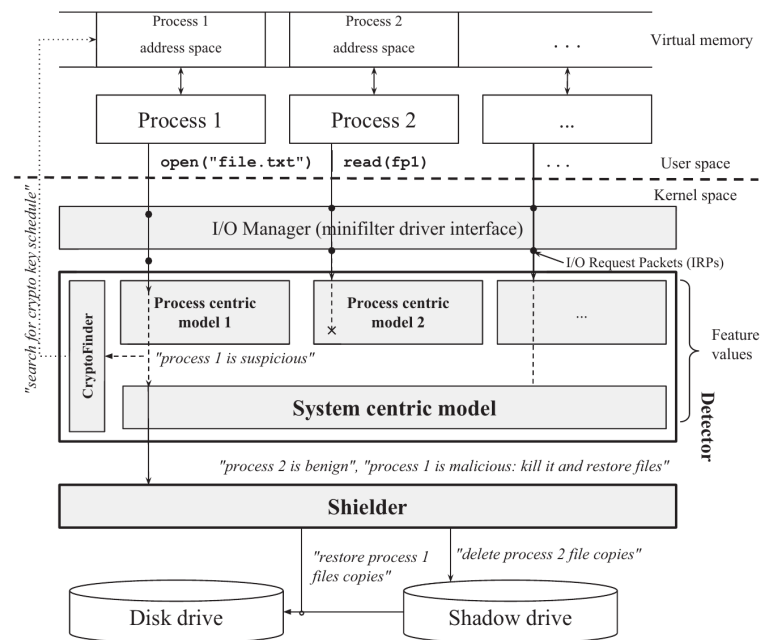 Process 1
address space
Process 2
address space
. . .
Virtual memory
Process 1
Process 2
...
open("file.txt")
read(fp1)
...
User space
Kernel space
"search for crypto key schedule"
I/O Manager (minifilter driver interface)
I/O Request Packets (IRPs)
CryptoFinder
Process centric
model 1
Process centric
model 2
...
Feature
values
"process 1 is suspicious"
System centric model
Detector
"process 2 is benign", "process 1 is malicious: kill it and restore files"
Shielder
"restore process 1
files copies"
"delete process 2 file copies"
Disk drive
Shadow drive